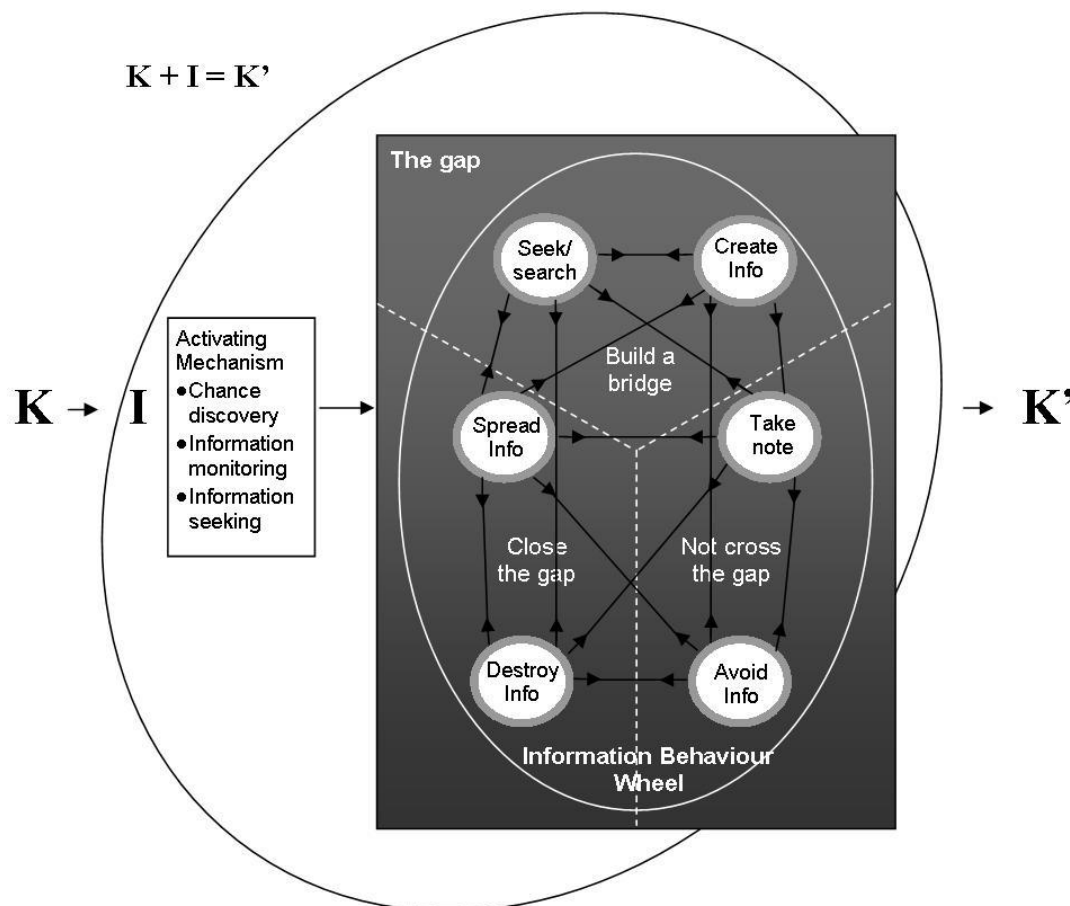 K + I = K’
The gap
Seek/
search
Create
Info
Build a
bridge
Activating
Mechanism
●Chance
discovery
●Information
monitoring
●Information
seeking
K
I
K’
Spread
Info
Take
note
Close
the gap
Not cross
the gap
Destroy
Info
Avoid
Info
Information Behaviour
Wheel